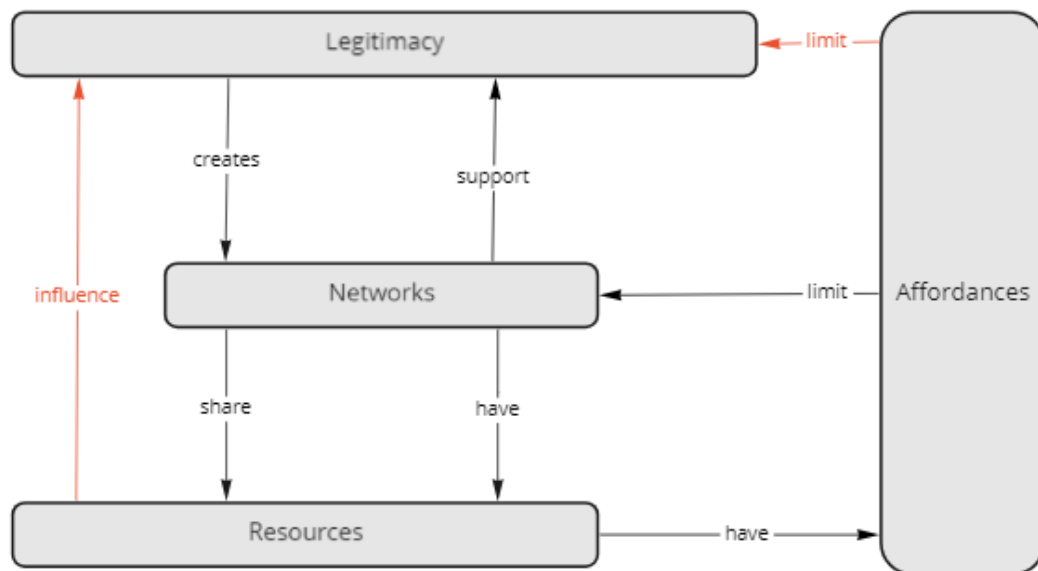 Legitimacy
limit
creates
support
influence
Networks
limit
Affordances
share
have
Resources
have